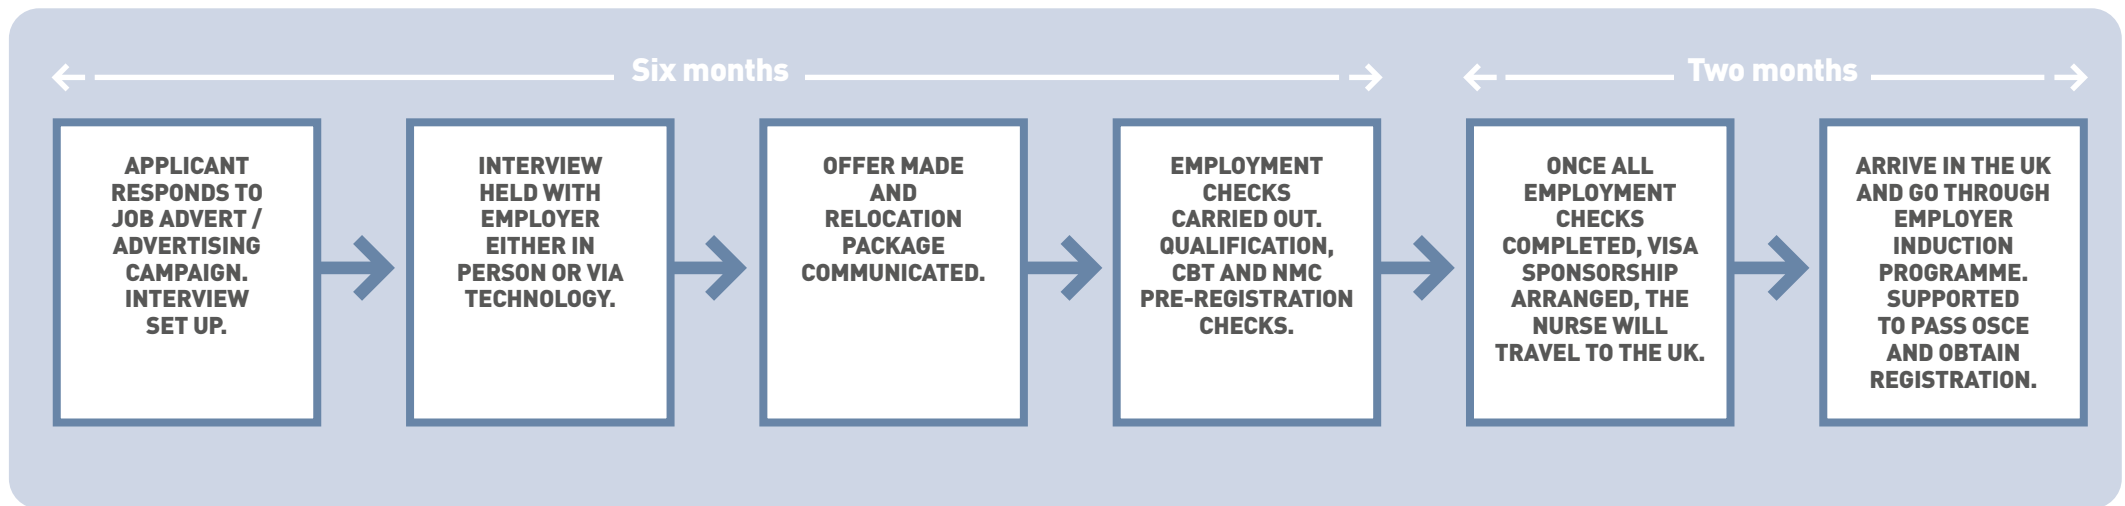 Six months
Two months
APPLICANT
RESPONDS TO
JOB ADVERT /
ADVERTISING
CAMPAIGN.
INTERVIEW
SET UP.
INTERVIEW
HELD WITH
EMPLOYER
EITHER IN
PERSON OR VIA
TECHNOLOGY.
OFFER MADE
AND
RELOCATION
PACKAGE
COMMUNICATED.
EMPLOYMENT
CHECKS
CARRIED OUT.
QUALIFICATION,
CBT AND NMC
PRE-REGISTRATION
CHECKS.
ONCE ALL
EMPLOYMENT
CHECKS
COMPLETED, VISA
SPONSORSHIP
ARRANGED, THE
NURSE WILL
TRAVEL TO THE UK.
ARRIVE IN THE UK
AND GO THROUGH
EMPLOYER
INDUCTION
PROGRAMME.
SUPPORTED
TO PASS OSCE
AND OBTAIN
REGISTRATION.